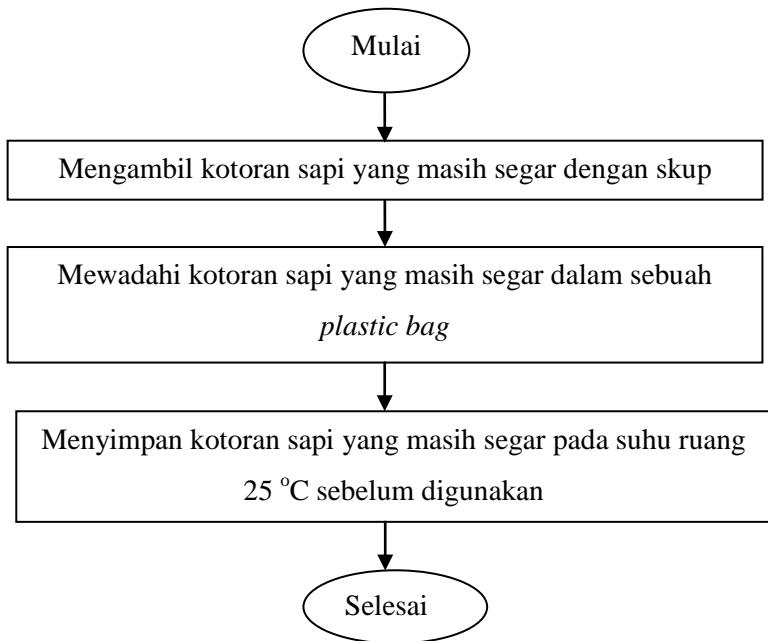 Mulai
Mengambil kotoran sapi yang masih segar dengan skup
Mewadahi kotoran sapi yang masih segar dalam sebuah
plastic bag
Menyimpan kotoran sapi yang masih segar pada suhu ruang
25 °C sebelum digunakan
Selesai